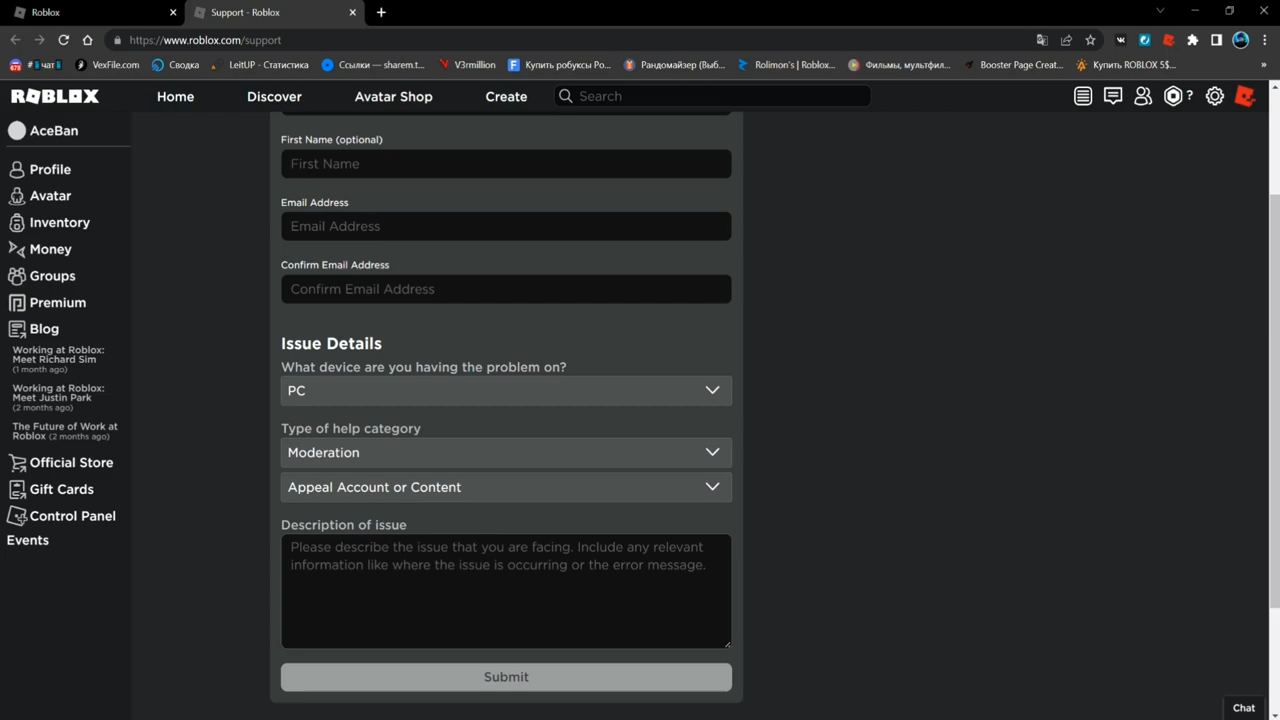 Roblox
Support - Roblox
https://www.roblox.com/support
VexFile.com
Сводка
LeitUP - Статистика
Ссылки — sharem.t...
V3rmillion
Купить робуксы Ро...
Рандомайзер (Выб...
Rolimon's | Roblox...
Фильмы, мультфил...
Booster Page Creat...
Купить ROBLOX 5$...
»
ROBLOX
Home
Discover
Avatar Shop
Create
Search
?
AceBan
Profile
Avatar
Inventory
Money
Groups
Premium
Blog
Working at Roblox:
Meet Richard Sim
(1 month ago)
Working at Roblox:
Meet Justin Park
(2 months ago)
The Future of Work at
Roblox (2 months ago)
Official Store
Gift Cards
Control Panel
Events
First Name (optional)
First Name
Email Address
Email Address
Confirm Email Address
Confirm Email Address
Issue Details
What device are you having the problem on?
PC
Type of help category
Moderation
Appeal Account or Content
Description of issue
Please describe the issue that you are facing. Include any relevant
information like where the issue is occurring or the error message.
Submit
Chat